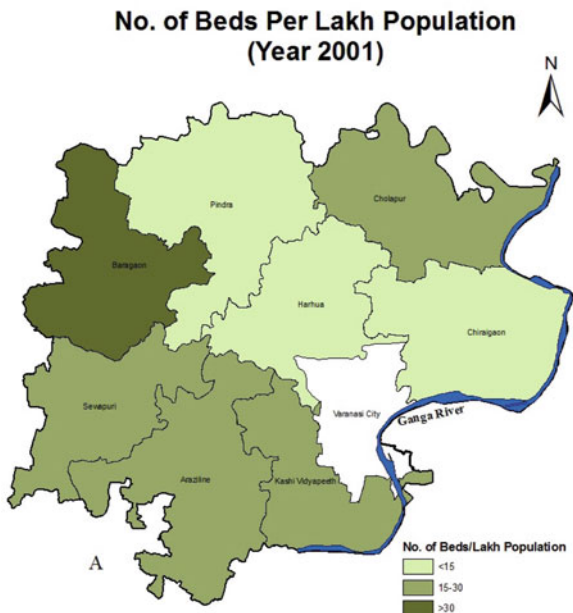 No. of Beds Per Lakh Population
(Year 2001)
N
Pindra
Cholapur
Baragaon
Harhua
Chiraigaon
Sewapuri
Varanasi City
Ganga River
Araziline
Kashi Vidyapeeth
A
No. of Beds/Lakh Population
<15
15-30
>30